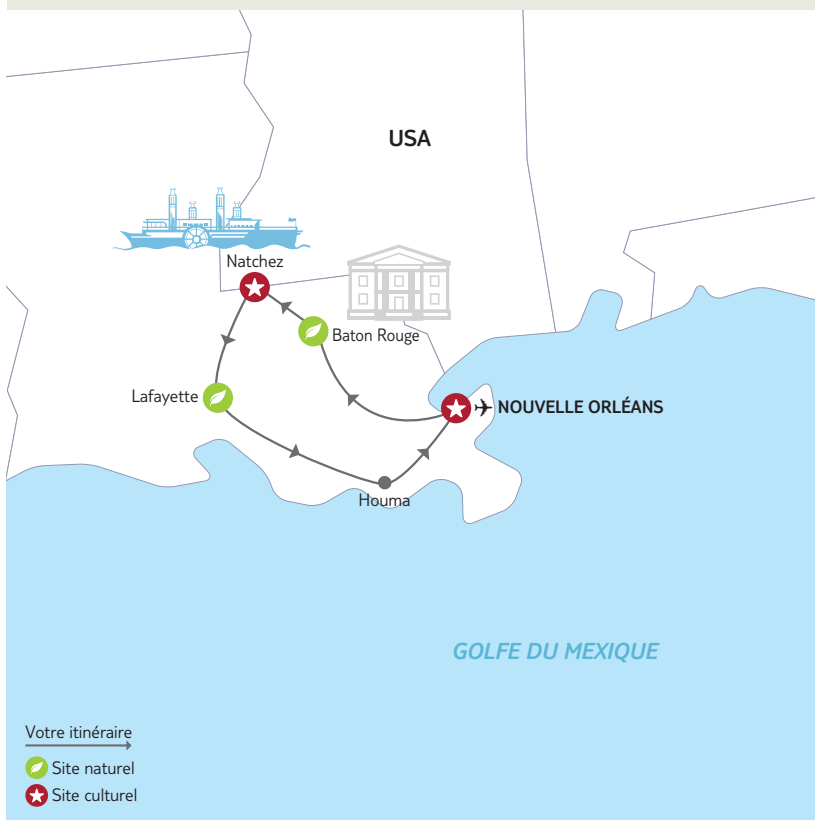 USA
Natchez
Baton Rouge
Lafayette
NOUVELLE ORLÉANS
Houma
GOLFE DU MEXIQUE
Votre itinéraire
Site naturel
Site culturel